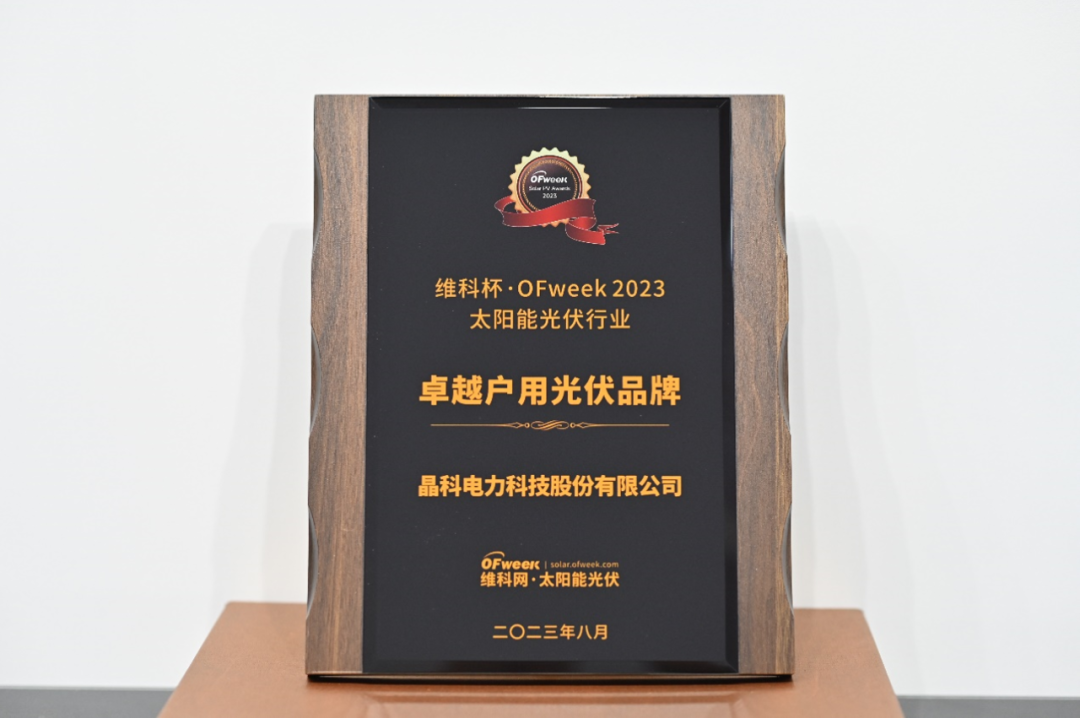 OFweek
Solar PV Awards
2023
维科杯·OFweek 2023
太阳能光伏行业
卓越户用光伏品牌
晶科电力科技股份有限公司
OFweek | solar.ofweek.com
维科网·太阳能光伏
二〇二三年八月